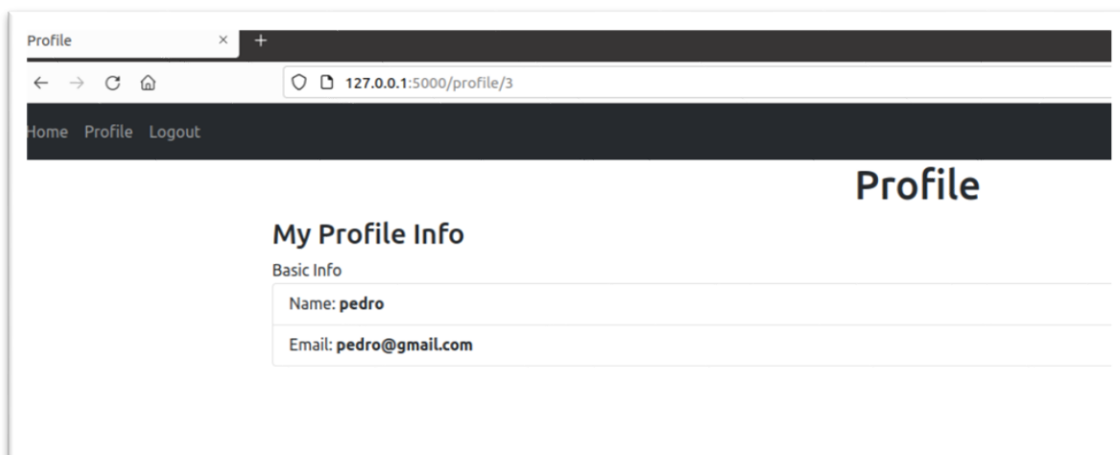 Profile
127.0.0.1:5000/profile/3
Home Profile Logout
Profile
My Profile Info
Basic Info
Name: pedro
Email: pedro@gmail.com